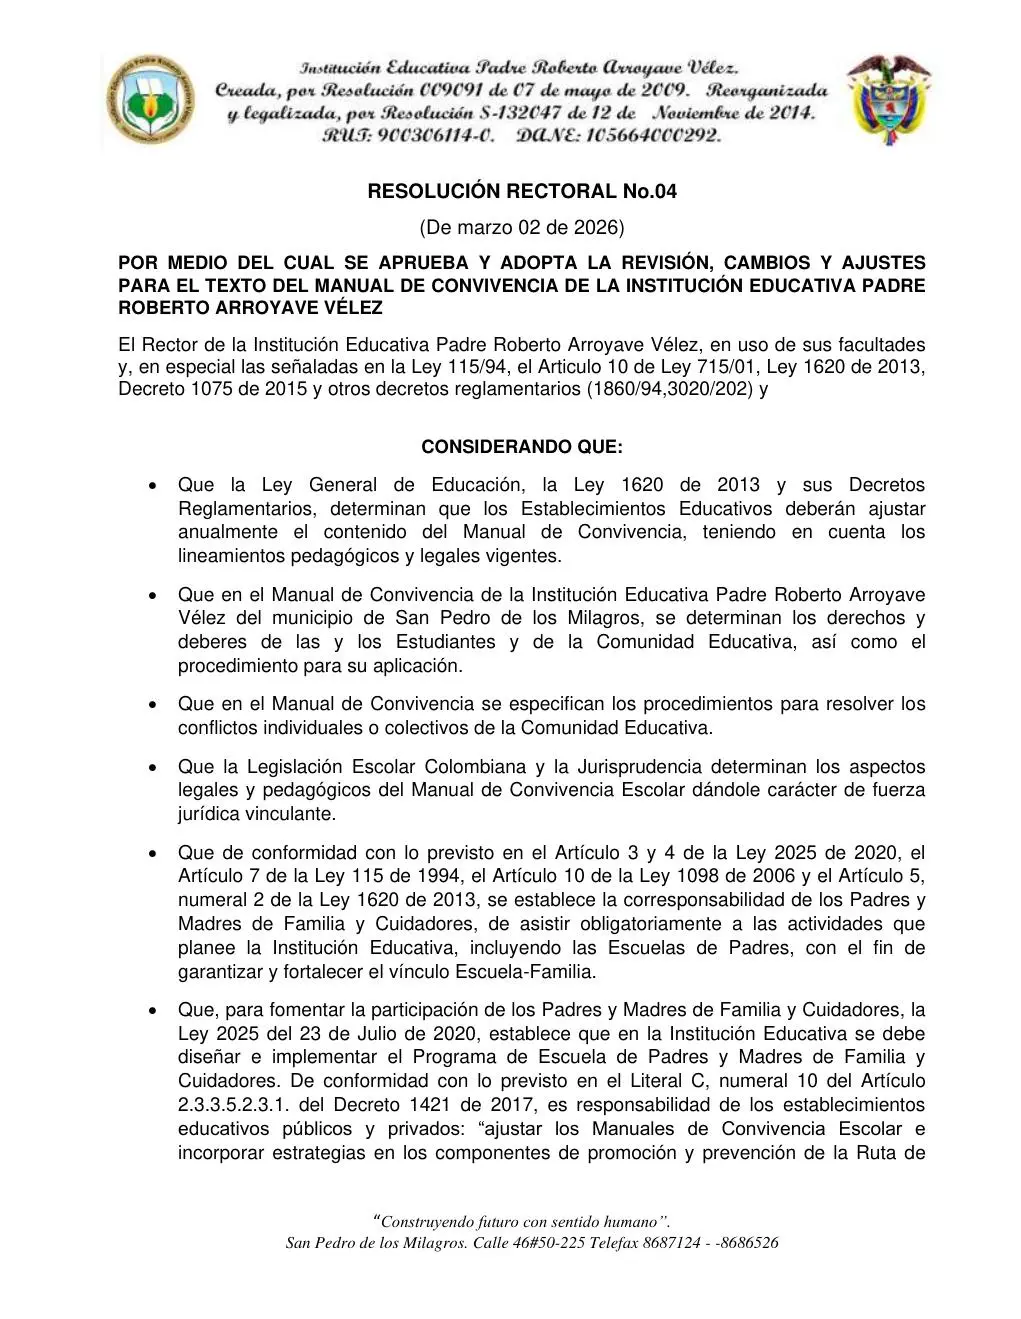 Institución Educativa Padre Roberto Arroyave Vélez.
Creada, por Resolución 009091 de 07 de mayo de 2009. Reorganizada
y legalizada, por Resolución S-132047 de 12 de Noviembre de 2014.
RUT: 900306114-0. DANE: 105664000292.
RESOLUCIÓN RECTORAL No.04
(De marzo 02 de 2026)
POR MEDIO DEL CUAL SE APRUEBA Y ADOPTA LA REVISIÓN, CAMBIOS Y AJUSTES
PARA EL TEXTO DEL MANUAL DE CONVIVENCIA DE LA INSTITUCIÓN EDUCATIVA PADRE
ROBERTO ARROYAVE VÉLEZ
El Rector de la Institución Educativa Padre Roberto Arroyave Vélez, en uso de sus facultades
y, en especial las señaladas en la Ley 115/94, el Articulo 10 de Ley 715/01, Ley 1620 de 2013,
Decreto 1075 de 2015 y otros decretos reglamentarios (1860/94,3020/202) y
CONSIDERANDO QUE:
• Que la Ley General de Educación, la Ley 1620 de 2013 y sus Decretos
Reglamentarios, determinan que los Establecimientos Educativos deberán ajustar
anualmente el contenido del Manual de Convivencia, teniendo en cuenta los
lineamientos pedagógicos y legales vigentes.
• Que en el Manual de Convivencia de la Institución Educativa Padre Roberto Arroyave
Vélez del municipio de San Pedro de los Milagros, se determinan los derechos y
deberes de las y los Estudiantes y de la Comunidad Educativa, así como el
procedimiento para su aplicación.
• Que en el Manual de Convivencia se especifican los procedimientos para resolver los
conflictos individuales o colectivos de la Comunidad Educativa.
• Que la Legislación Escolar Colombiana y la Jurisprudencia determinan los aspectos
legales y pedagógicos del Manual de Convivencia Escolar dándole carácter de fuerza
jurídica vinculante.
• Que de conformidad con lo previsto en el Artículo 3 y 4 de la Ley 2025 de 2020, el
Artículo 7 de la Ley 115 de 1994, el Artículo 10 de la Ley 1098 de 2006 y el Artículo 5,
numeral 2 de la Ley 1620 de 2013, se establece la corresponsabilidad de los Padres y
Madres de Familia y Cuidadores, de asistir obligatoriamente a las actividades que
planee la Institución Educativa, incluyendo las Escuelas de Padres, con el fin de
garantizar y fortalecer el vínculo Escuela-Familia.
• Que, para fomentar la participación de los Padres y Madres de Familia y Cuidadores, la
Ley 2025 del 23 de Julio de 2020, establece que en la Institución Educativa se debe
diseñar e implementar el Programa de Escuela de Padres y Madres de Familia y
Cuidadores. De conformidad con lo previsto en el Literal C, numeral 10 del Artículo
2.3.3.5.2.3.1. del Decreto 1421 de 2017, es responsabilidad de los establecimientos
educativos públicos y privados: “ajustar los Manuales de Convivencia Escolar e
incorporar estrategias en los componentes de promoción y prevención de la Ruta de
“Construyendo futuro con sentido humano”.
San Pedro de los Milagros. Calle 46#50-225 Telefax 8687124 - -8686526